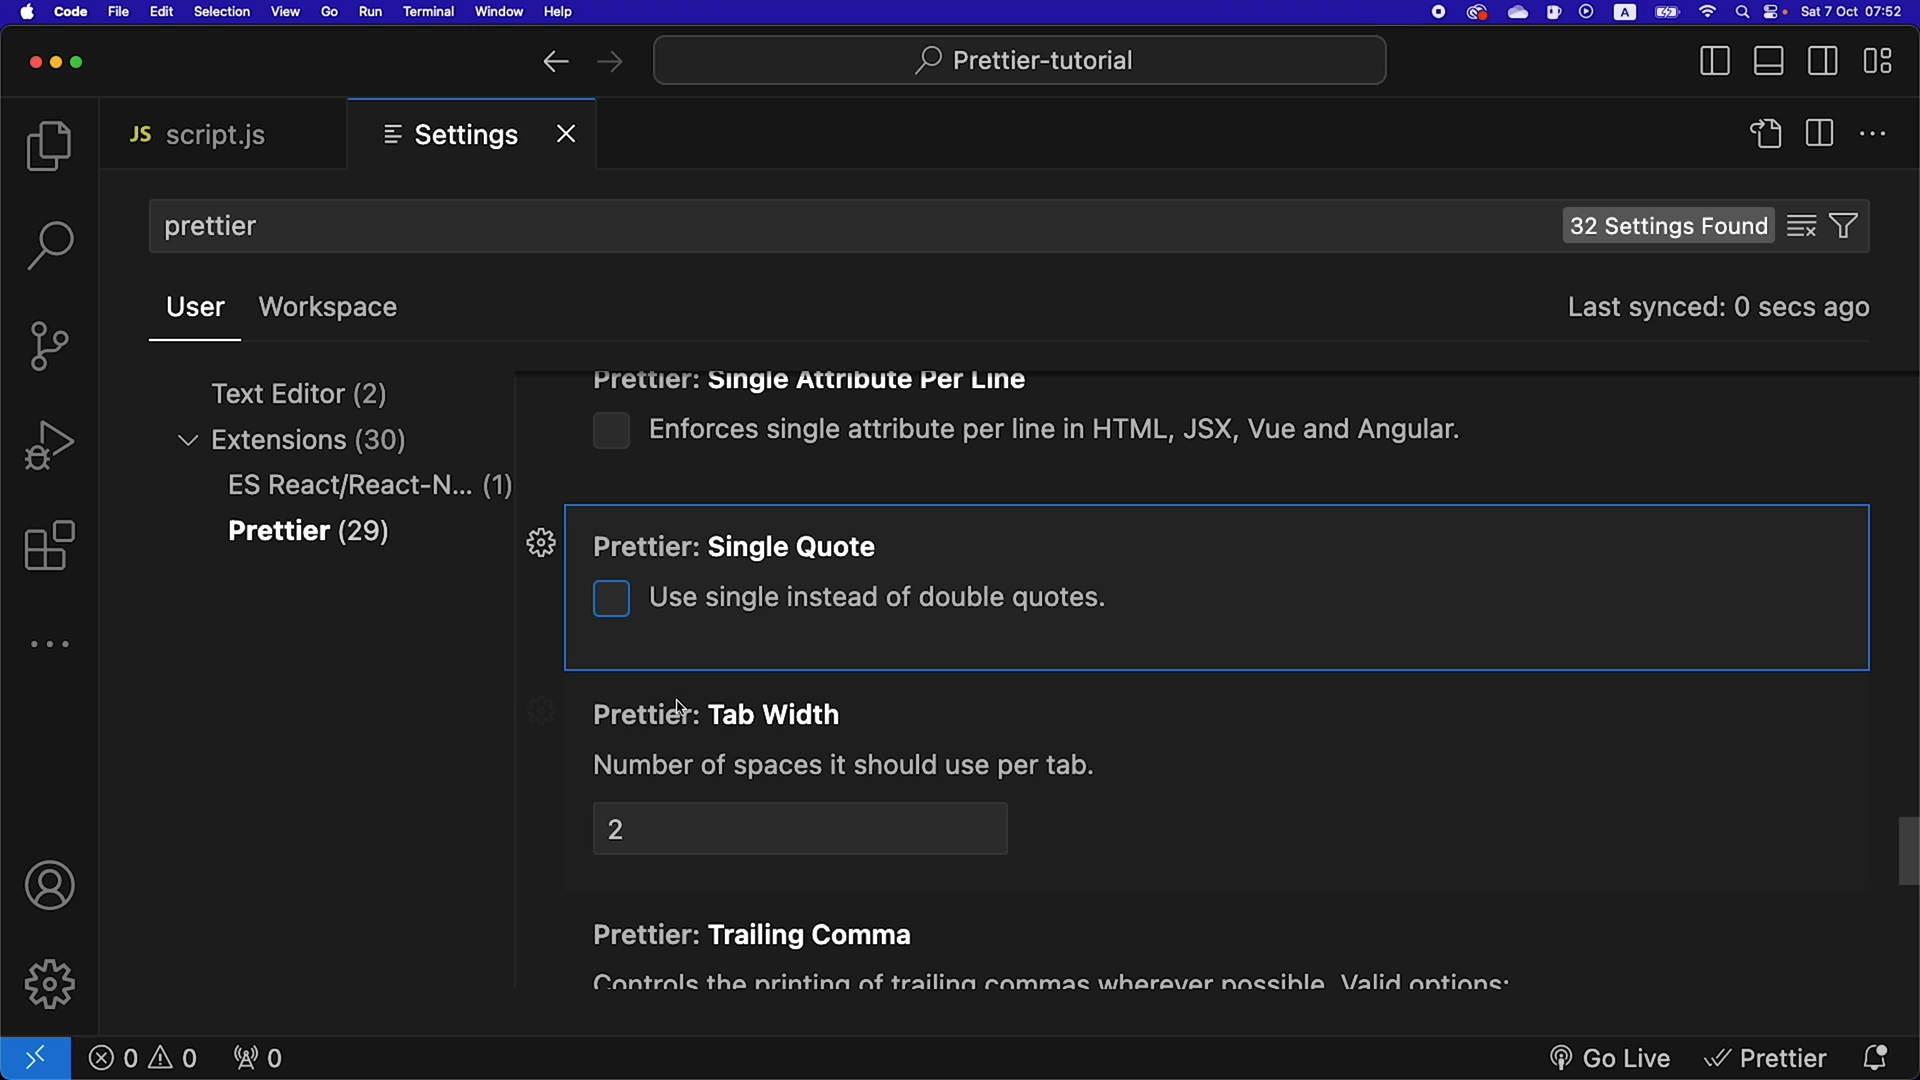 Code File Edit Selection View Go Run Terminal Window Help A Sat 7 Oct 07:52
Prettier-tutorial
JS script.js Settings
prettier 32 Settings Found
User Workspace Last synced: 0 secs ago
Text Editor (2)
Extensions (30)
ES React/React-N... (1)
Prettier (29)
Prettier: Single Attribute Per Line
Enforces single attribute per line in HTML, JSX, Vue and Angular.
Prettier: Single Quote
Use single instead of double quotes.
Prettier: Tab Width
Number of spaces it should use per tab.
2
Prettier: Trailing Comma
Controls the printing of trailing commas wherever possible. Valid options:
0 0 0 Go Live Prettier